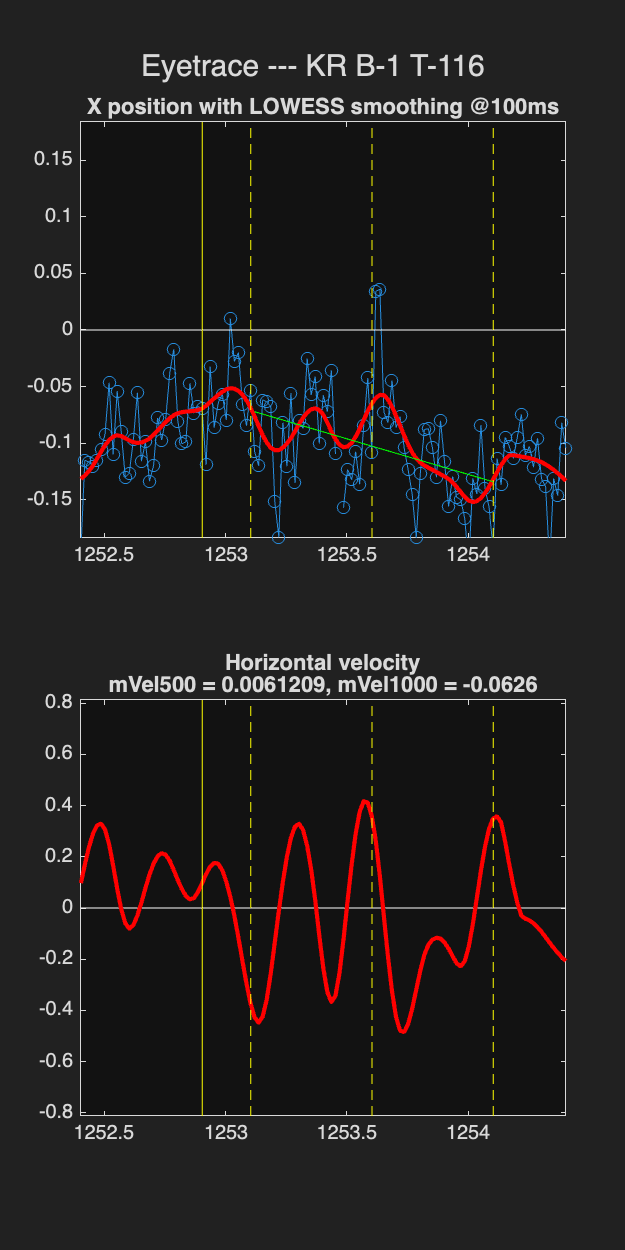 Eyetrace --- KR B-1 T-116
X position with LOWESS smoothing @100ms
0.15
0.1
0.05
0
-0.05
-0.1
-0.15
1252.5 1253 1253.5 1254
Horizontal velocity
mVel500 = 0.0061209, mVel1000 = -0.0626
0.8
0.6
0.4
0.2
0
-0.2
-0.4
-0.6
-0.8
1252.5 1253 1253.5 1254